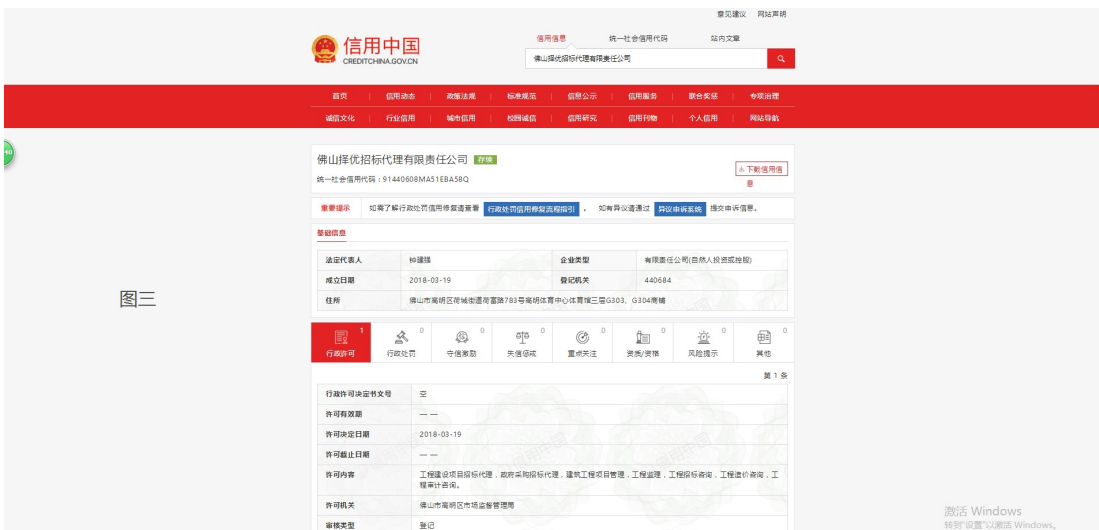 意见建议 网站声明
信用信息 统一社会信用代码 站内文章
信用中国
CREDITCHINA.GOV.CN
佛山择优招标代理有限责任公司
首页 信用动态 政策法规 标准规范 信息公示 信用服务 联合奖惩 专项治理
诚信文化 行业信用 城市信用 校园诚信 信用研究 信用刊物 个人信用 网站导航
佛山择优招标代理有限责任公司 存续
统一社会信用代码:91440608MA51EBA58Q
下载信用信
息
重要提示 如需了解行政处罚信用修复请查看 行政处罚信用修复流程指引 , 如有异议请通过 异议申诉系统 提交申诉信息。
基础信息
法定代表人 钟建强 企业类型 有限责任公司(自然人投资或控股)
成立日期 2018-03-19 登记机关 440684
住所 佛山市高明区荷城街道荷富路783号高明体育中心体育馆三层G303、G304商铺
图三
1 0 0 0 0 0 0 0
行政许可 行政处罚 守信激励 失信惩戒 重点关注 资质/资格 风险提示 其他
第 1 条
行政许可决定书文号 空
许可有效期 — —
许可决定日期 2018-03-19
许可截止日期 — —
许可内容 工程建设项目招标代理,政府采购招标代理,建筑工程项目管理,工程监理,工程招标咨询,工程造价咨询,工
程审计咨询。
许可机关 佛山市高明区市场监督管理局
审核类型 登记
激活 Windows
转到"设置"以激活 Windows。